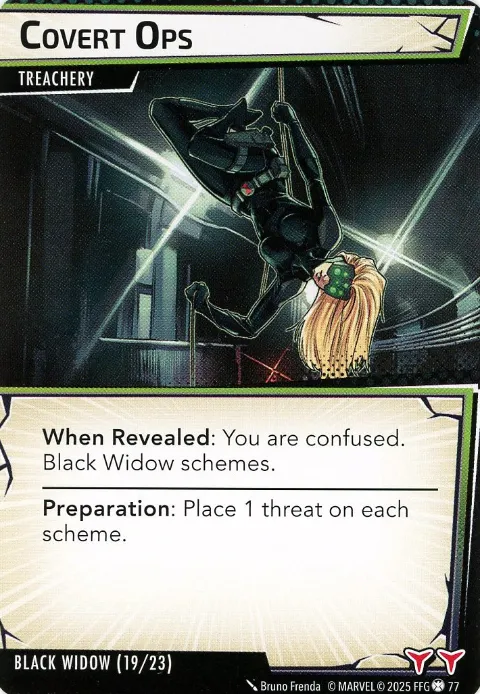 Covert Ops
TREACHERY
When Revealed: You are confused.
Black Widow schemes.
Preparation: Place 1 threat on each
scheme.
BLACK WIDOW (19/23)
Bruno Frenda © MARVEL © 2025 FFG 77